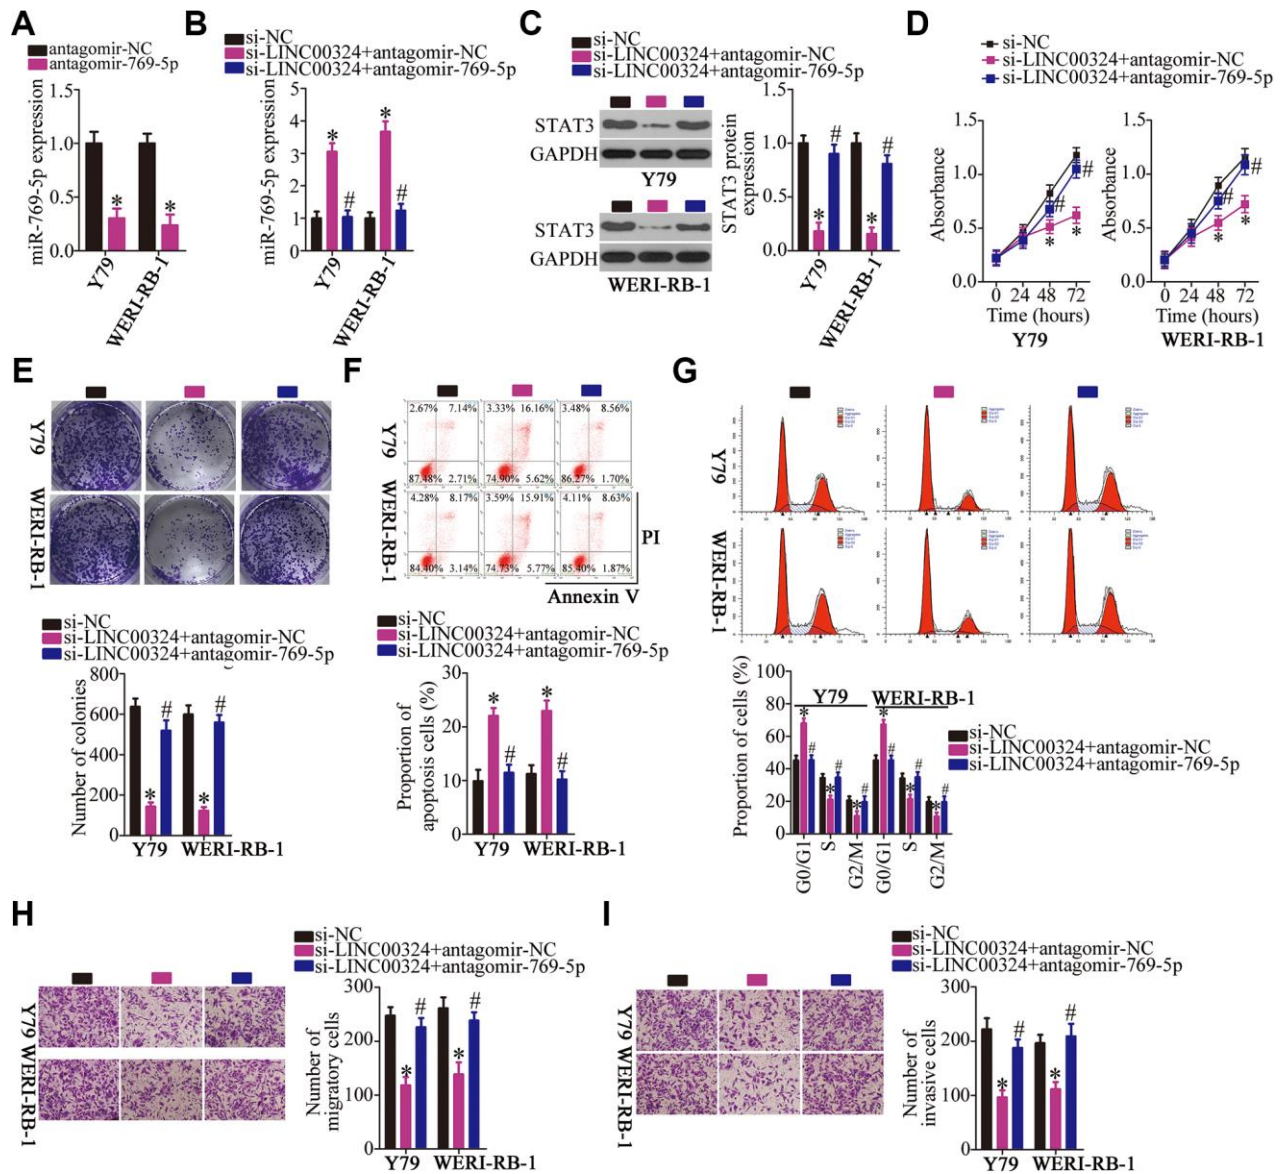 A
antagomir-NC
antagomir-769-5p
miR-769-5p expression
1.5
1.0
0.5
0.0
Y79
WERI-RB-1
B
si-NC
si-LINC00324+antagomir-NC
si-LINC00324+antagomir-769-5p
miR-769-5p expression
5
4
3
2
1
0
* # * #
Y79
WERI-RB-1
C
si-NC
si-LINC00324+antagomir-NC
si-LINC00324+antagomir-769-5p
STAT3
GAPDH
Y79
STAT3
GAPDH
WERI-RB-1
STAT3 protein
expression
1.5
1.0
0.5
0.0
* # * #
Y79
WERI-RB-1
D
si-NC
si-LINC00324+antagomir-NC
si-LINC00324+antagomir-769-5p
Absorbance
1.5
1.0
0.5
0.0
# # * *
0 24 48 72
Time (hours)
Y79
Absorbance
1.5
1.0
0.5
0.0
# # * *
0 24 48 72
Time (hours)
WERI-RB-1
E
Y79
WERI-RB-1
si-NC
si-LINC00324+antagomir-NC
si-LINC00324+antagomir-769-5p
Number of colonies
800
600
400
200
0
* # * #
Y79 WERI-RB-1
F
Y79
2.67% 7.14% 3.33% 16.16% 3.48% 8.56%
87.48% 2.71% 74.90% 5.62% 86.27% 1.70%
WERI-RB-1
4.28% 8.17% 3.59% 15.91% 4.11% 8.63%
84.40% 3.14% 74.73% 5.77% 85.40% 1.87%
PI
Annexin V
si-NC
si-LINC00324+antagomir-NC
si-LINC00324+antagomir-769-5p
Proportion of
apoptosis cells (%)
30
20
10
0
* # * #
Y79 WERI-RB-1
G
Y79
WERI-RB-1
Proportion of cells (%)
100
80
60
40
20
0
Y79 WERI-RB-1
* # * # * # * # * # * #
G0/G1 S G2/M G0/G1 S G2/M
si-NC
si-LINC00324+antagomir-NC
si-LINC00324+antagomir-769-5p
H
si-NC
si-LINC00324+antagomir-NC
si-LINC00324+antagomir-769-5p
Y79 WERI-RB-1
Number of
migratory cells
300
200
100
0
* # * #
Y79 WERI-RB-1
I
si-NC
si-LINC00324+antagomir-NC
si-LINC00324+antagomir-769-5p
Y79 WERI-RB-1
Number of
invasive cells
300
200
100
0
* # * #
Y79 WERI-RB-1